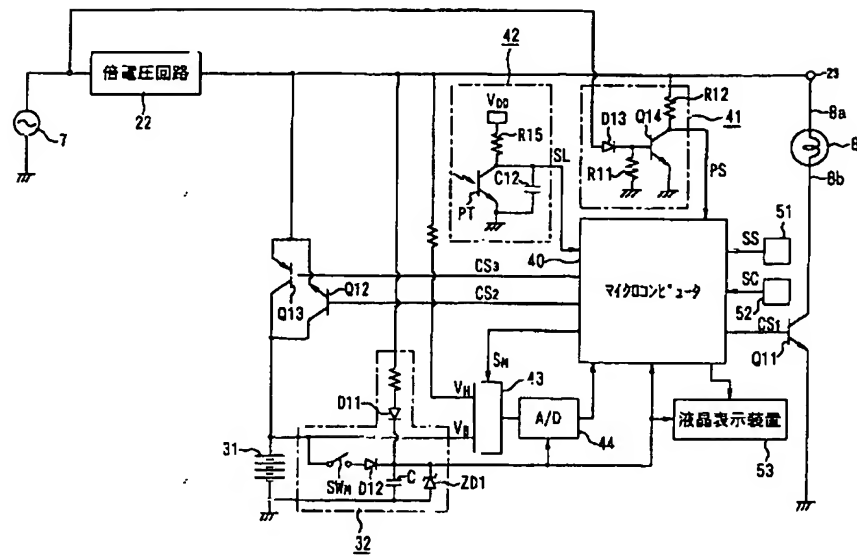 42
倍電圧回路
22
7
VDD
R15
SL
C12
PT
D13
R11
Q14
R12
41
PS
29
8a
8
8b
40
マイクロコンピュータ
SS
51
SC
52
CS1
Q11
CS3
CS2
Q12
Q13
SM
43
VH
VB
A/D
44
液晶表示装置
53
D11
31
SWM
D12
C
ZD1
32